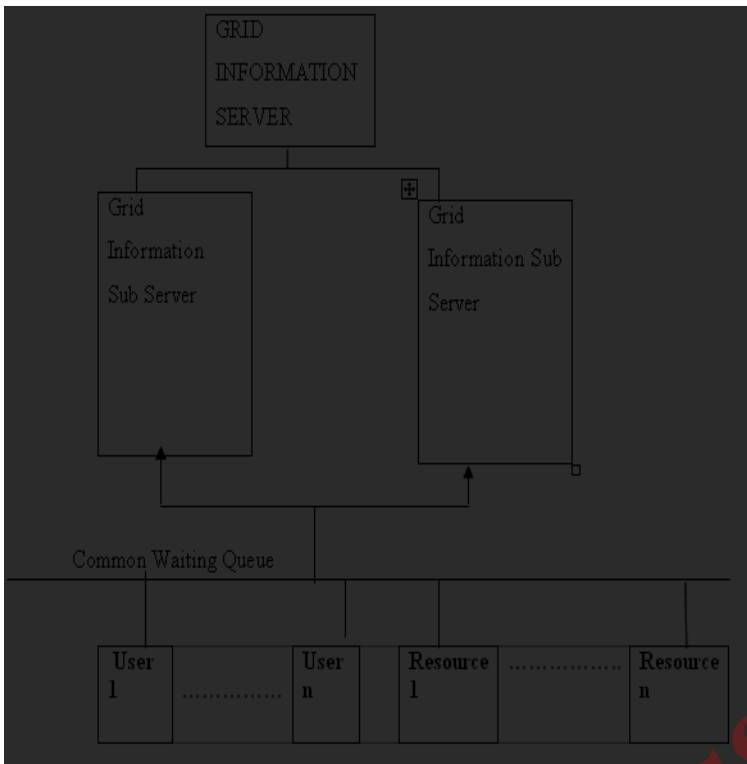 GRID
INFORMATION
SERVER
Grid
Information
Sub Server
Grid
Information Sub
Server
Common Waiting Queue
User
1
...............
User
n
Resource
1
.................
Resource
n